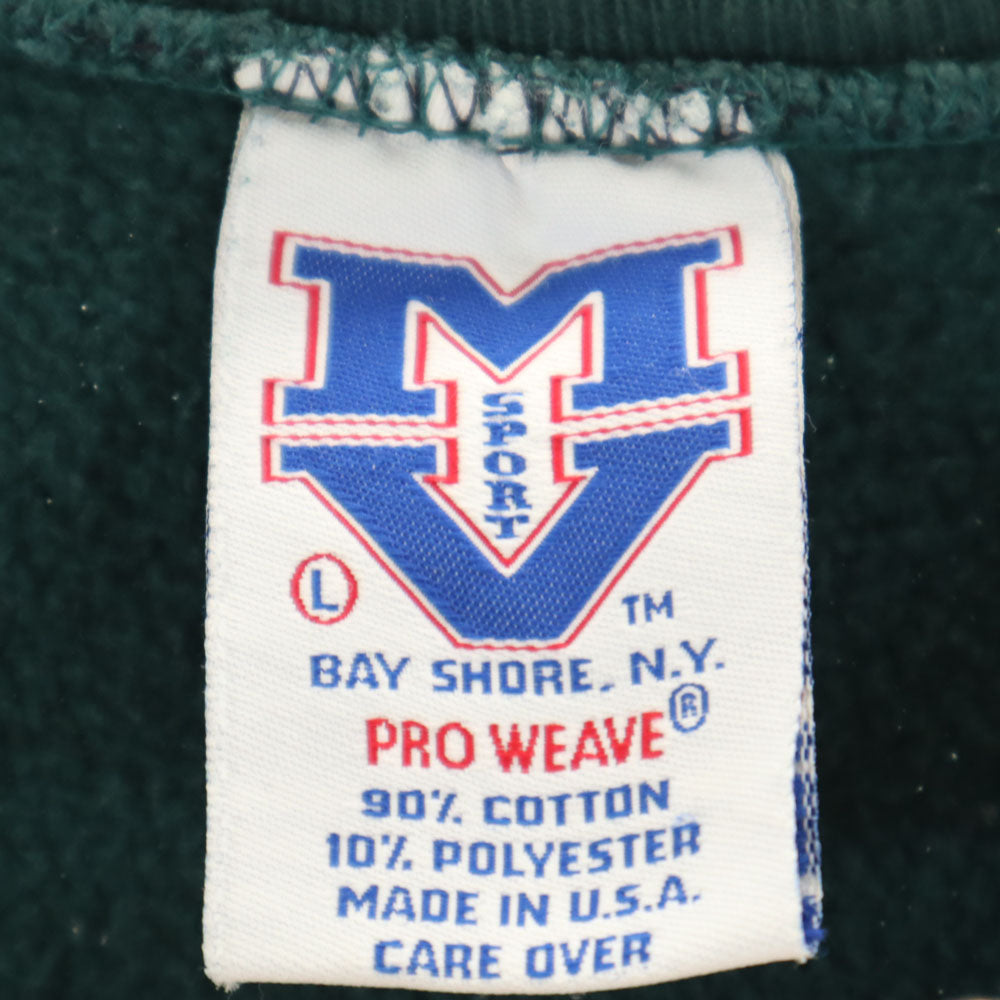 MV
SPORT
L
TM
BAY SHORE, N.Y.
PRO WEAVE®
90% COTTON
10% POLYESTER
MADE IN U.S.A.
CARE OVER